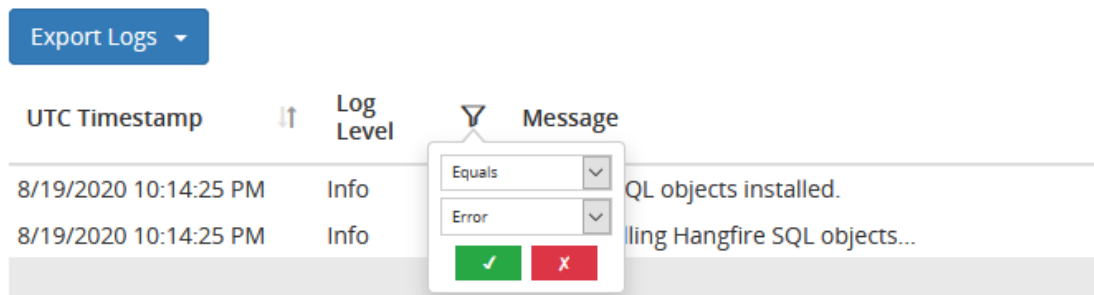 Export Logs
UTC Timestamp Log Level Message
Equals
8/19/2020 10:14:25 PM Info QL objects installed.
Error
8/19/2020 10:14:25 PM Info lling Hangfire SQL objects...